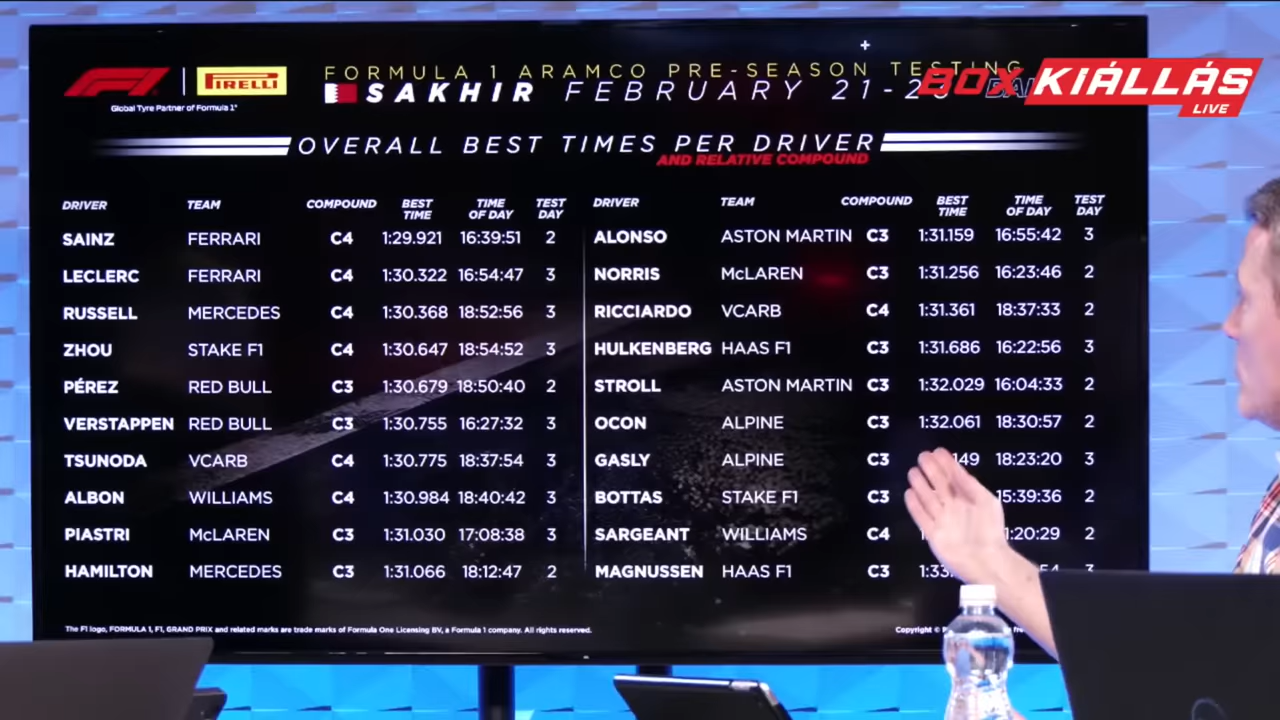 F1 PIRELLI
Global Tyre Partner of Formula 1®
FORMULA 1 ARAMCO PRE-SEASON TESTING
SAKHIR FEBRUARY 21-2
BOX KIÁLLÁS
LIVE
OVERALL BEST TIMES PER DRIVER
AND RELATIVE COMPOUND
DRIVER TEAM COMPOUND BEST TIME TIME OF DAY TEST DAY
SAINZ FERRARI C4 1:29.921 16:39:51 2
LECLERC FERRARI C4 1:30.322 16:54:47 3
RUSSELL MERCEDES C4 1:30.368 18:52:56 3
ZHOU STAKE F1 C4 1:30.647 18:54:52 3
PÉREZ RED BULL C3 1:30.679 18:50:40 2
VERSTAPPEN RED BULL C3 1:30.755 16:27:32 3
TSUNODA VCARB C4 1:30.775 18:37:54 3
ALBON WILLIAMS C4 1:30.984 18:40:42 3
PIASTRI McLAREN C3 1:31.030 17:08:38 3
HAMILTON MERCEDES C3 1:31.066 18:12:47 2
DRIVER TEAM COMPOUND BEST TIME TIME OF DAY TEST DAY
ALONSO ASTON MARTIN C3 1:31.159 16:55:42 3
NORRIS McLAREN C3 1:31.256 16:23:46 2
RICCIARDO VCARB C4 1:31.361 18:37:33 2
HULKENBERG HAAS F1 C3 1:31.686 16:22:56 3
STROLL ASTON MARTIN C3 1:32.029 16:04:33 2
OCON ALPINE C3 1:32.061 18:30:57 2
GASLY ALPINE C3 149 18:23:20 3
BOTTAS STAKE F1 C3 15:39:36 2
SARGEANT WILLIAMS C4 1:20:29 2
MAGNUSSEN HAAS F1 C3 1:33. 54 3
The F1 logo, FORMULA 1, F1, GRAND PRIX and related marks are trade marks of Formula One Licensing BV, a Formula 1 company. All rights reserved.
Copyright ©